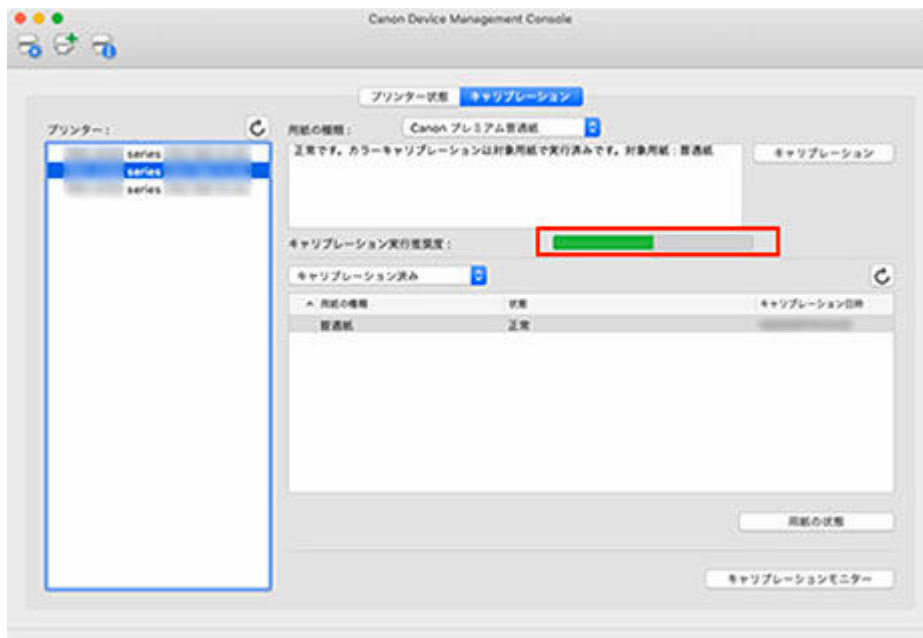 Canon Device Management Console
プリンター状態 キャリブレーション
プリンター:
用紙の種類: Canon プレミアム普通紙
series
series
series
正常です。カラーキャリブレーションは対象用紙で実行済みです。対象用紙:普通紙
キャリブレーション
キャリブレーション実行推奨度:
キャリブレーション済み
用紙の種類 状態 キャリブレーション日時
普通紙 正常
用紙の状態
キャリブレーションモニター